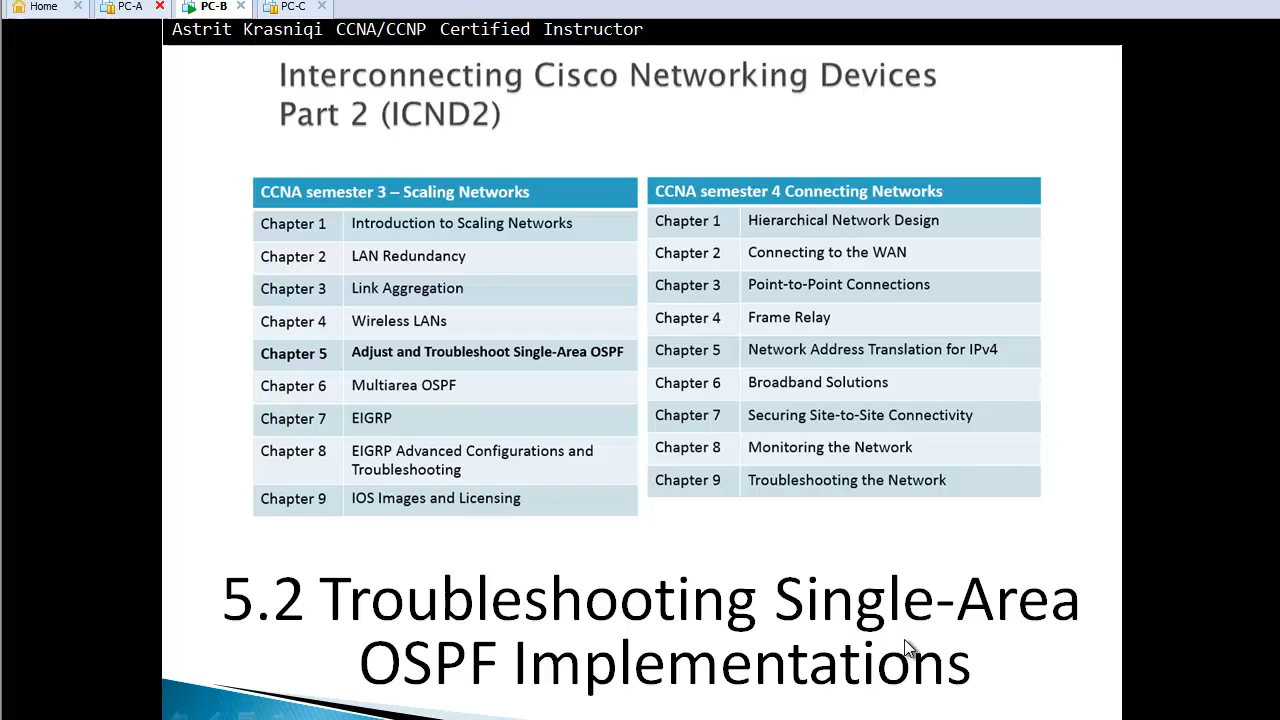 Home PC-A PC-B PC-C
Astrit Krasniqi CCNA/CCNP Certified Instructor
Interconnecting Cisco Networking Devices
Part 2 (ICND2)
CCNA semester 3 – Scaling Networks
Chapter 1 Introduction to Scaling Networks
Chapter 2 LAN Redundancy
Chapter 3 Link Aggregation
Chapter 4 Wireless LANs
Chapter 5 Adjust and Troubleshoot Single-Area OSPF
Chapter 6 Multiarea OSPF
Chapter 7 EIGRP
Chapter 8 EIGRP Advanced Configurations and
Troubleshooting
Chapter 9 IOS Images and Licensing
CCNA semester 4 Connecting Networks
Chapter 1 Hierarchical Network Design
Chapter 2 Connecting to the WAN
Chapter 3 Point-to-Point Connections
Chapter 4 Frame Relay
Chapter 5 Network Address Translation for IPv4
Chapter 6 Broadband Solutions
Chapter 7 Securing Site-to-Site Connectivity
Chapter 8 Monitoring the Network
Chapter 9 Troubleshooting the Network
5.2 Troubleshooting Single-Area
OSPF Implementations